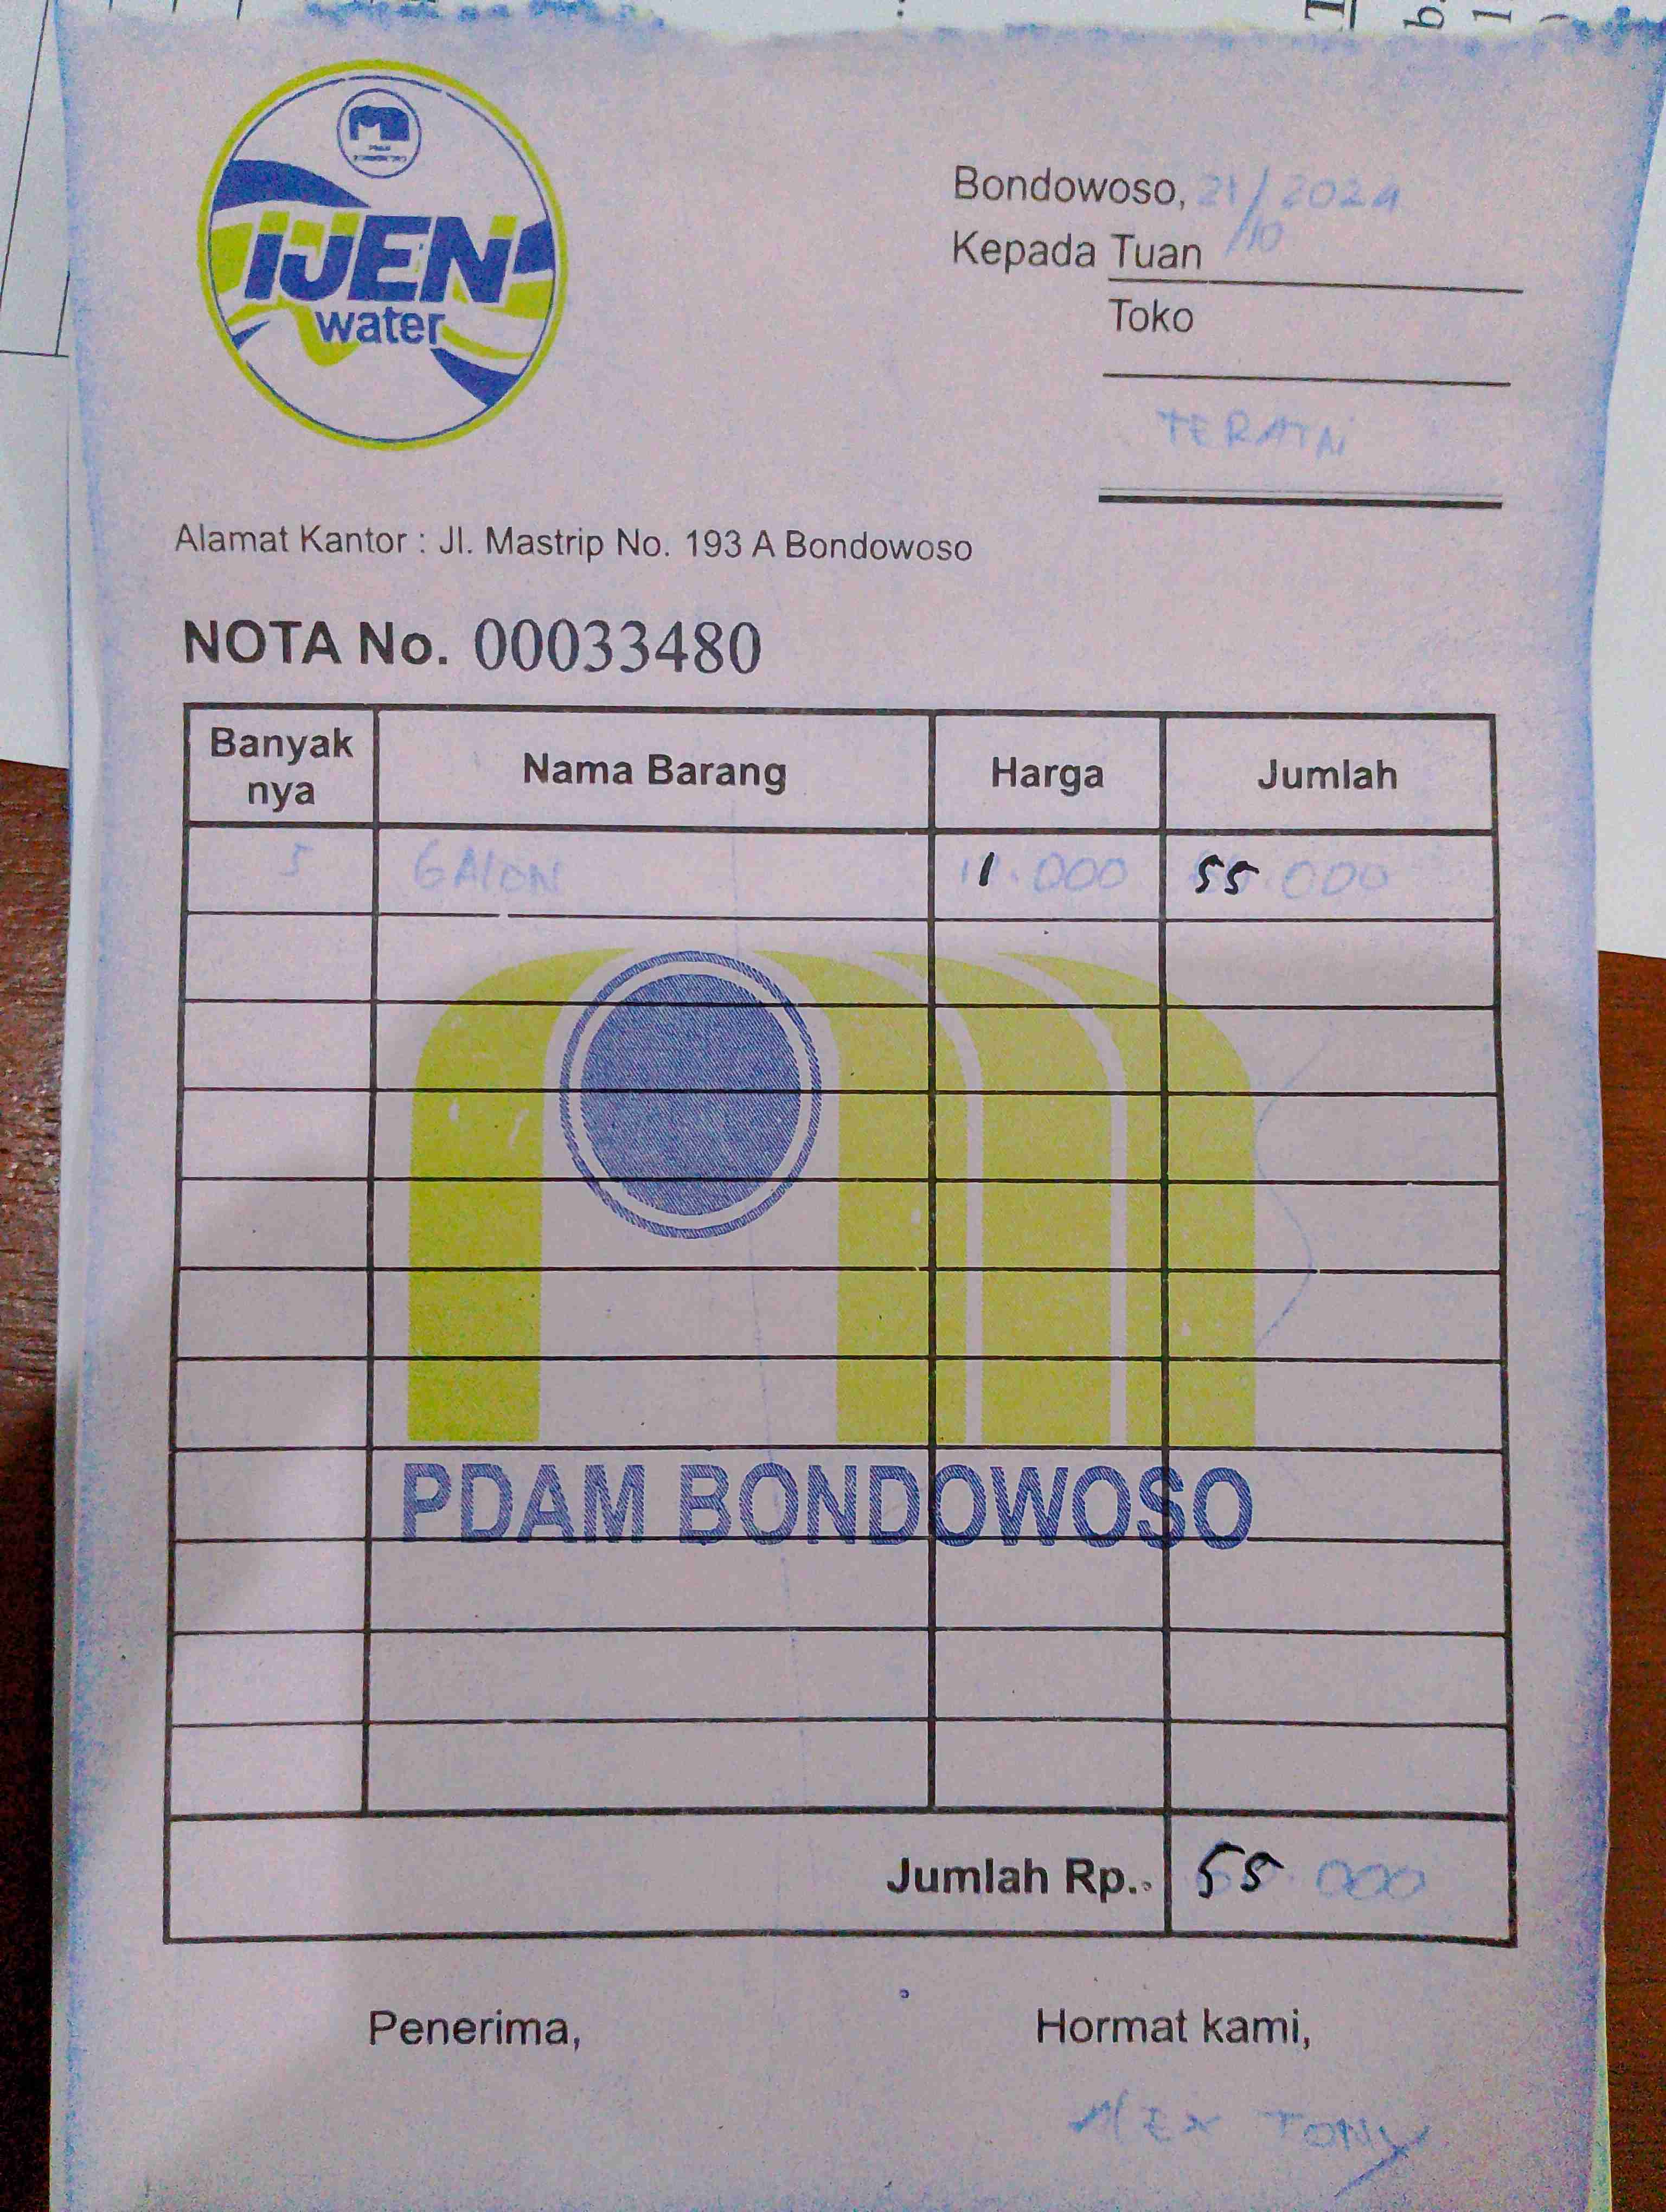 IJEN
water
Bondowoso, 21/10/2024
Kepada Tuan
Toko
TERATAI
Alamat Kantor : Jl. Mastrip No. 193 A Bondowoso
NOTA No. 00033480
Banyak nya Nama Barang Harga Jumlah
5 GAlON 11.000 55.000
PDAM BONDOWOSO
Jumlah Rp. 55.000
Penerima, Hormat kami,
TONY